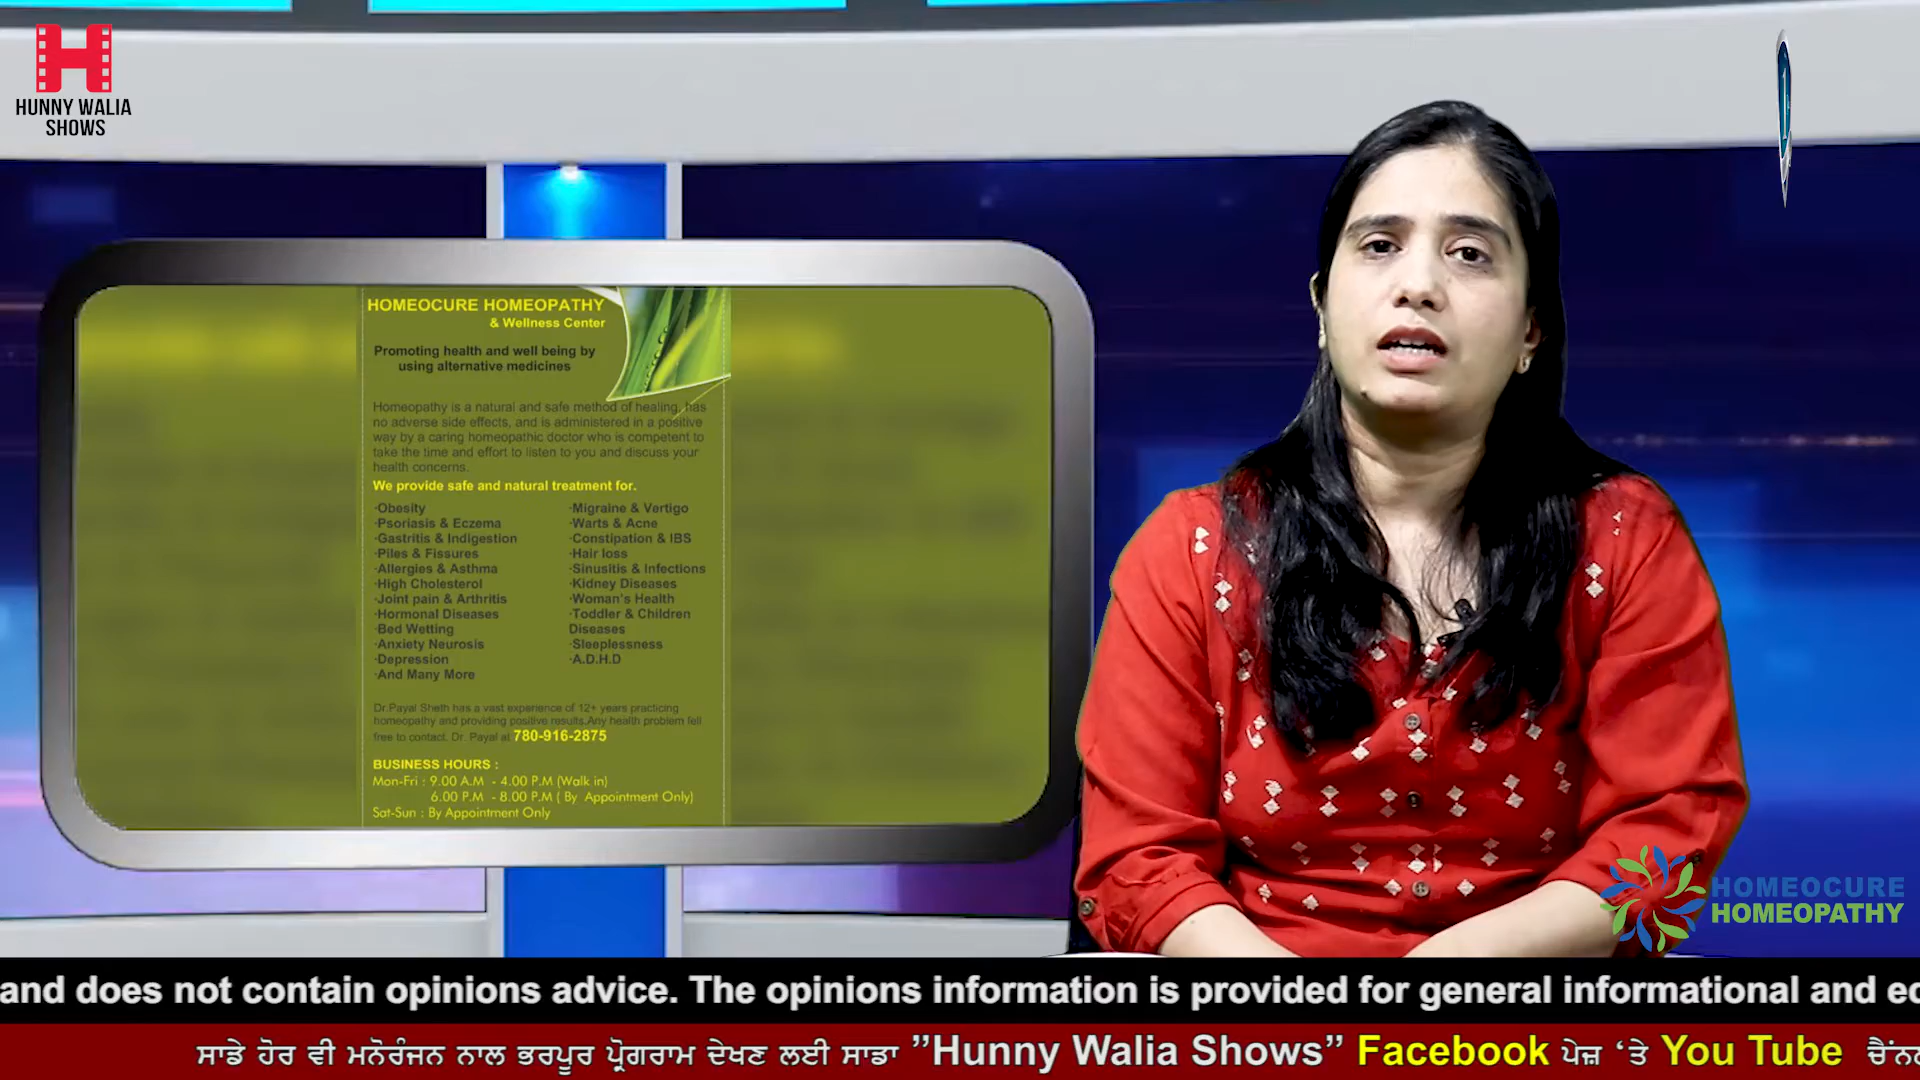 HUNNY WALIA
SHOWS
1
HOMEOCURE HOMEOPATHY
& Wellness Center
Promoting health and well being by
using alternative medicines
Homeopathy is a natural and safe method of healing, has
no adverse side effects, and is administered in a positive
way by a caring homeopathic doctor who is competent to
take the time and effort to listen to you and discuss your
health concerns.
We provide safe and natural treatment for.
·Obesity
·Psoriasis & Eczema
·Gastritis & Indigestion
·Piles & Fissures
·Allergies & Asthma
·High Cholesterol
·Joint pain & Arthritis
·Hormonal Diseases
·Bed Wetting
·Anxiety Neurosis
·Depression
·And Many More
·Migraine & Vertigo
·Warts & Acne
·Constipation & IBS
·Hair loss
·Sinusitis & Infections
·Kidney Diseases
·Woman's Health
·Toddler & Children
Diseases
·Sleeplessness
·A.D.H.D
Dr.Payal Sheth has a vast experience of 12+ years practicing
homeopathy and providing positive results.Any health problem fell
free to contact. Dr. Payal at 780-916-2875
BUSINESS HOURS :
Mon-Fri : 9.00 A.M - 4.00 P.M (Walk in)
6.00 P.M - 8.00 P.M ( By Appointment Only)
Sat-Sun : By Appointment Only
HOMEOCURE
HOMEOPATHY
and does not contain opinions advice. The opinions information is provided for general informational and
ਸਾਡੇ ਹੋਰ ਵੀ ਮਨੋਰੰਜਨ ਨਾਲ ਭਰਪੂਰ ਪ੍ਰੋਗਰਾਮ ਦੇਖਣ ਲਈ ਸਾਡਾ ”Hunny Walia Shows” Facebook ਪੇਜ਼ ‘ਤੇ You Tube